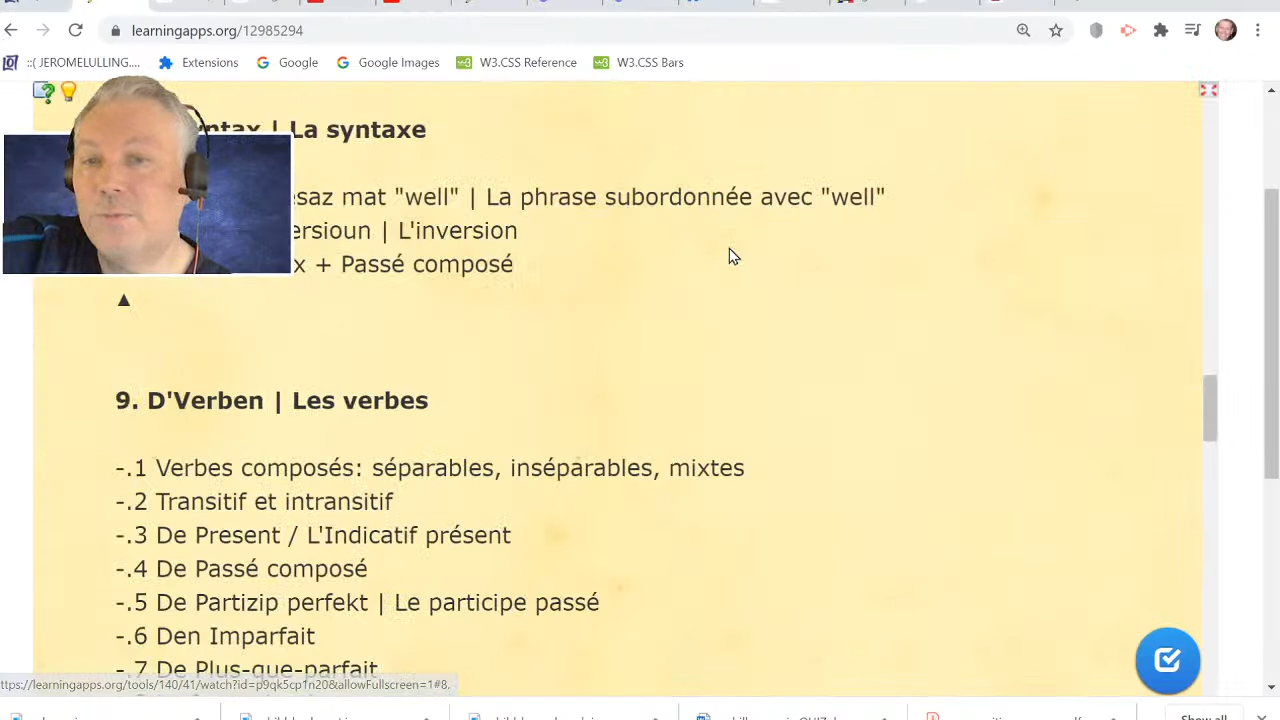 learningapps.org/12985294
::( JEROMELULLING.... Extensions Google Google Images W3.CSS Reference W3.CSS Bars
| La syntaxe
mat "well" | La phrase subordonnée avec "well"
| L'inversion
+ Passé composé
▲
9. D'Verben | Les verbes
-.1 Verbes composés: séparables, inséparables, mixtes
-.2 Transitif et intransitif
-.3 De Present / L'Indicatif présent
-.4 De Passé composé
-.5 De Partizip perfekt | Le participe passé
-.6 Den Imparfait
-.7 De Plus-que-parfait
ttps://learningapps.org/tools/140/41/watch?id=p9qk5cp1n20&allowFullscreen=1#8.
Show all